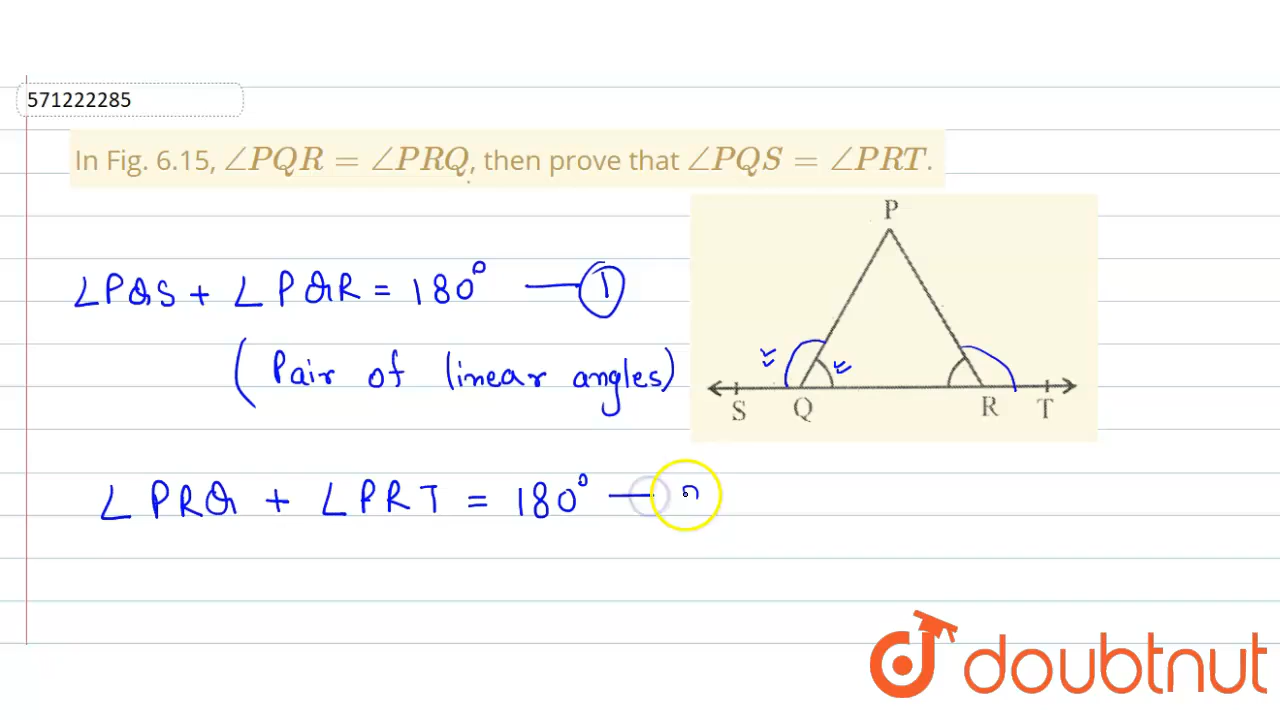 571222285
In Fig. 6.15, ∠PQR = ∠PRQ, then prove that ∠PQS = ∠PRT.
P
∠PQS + ∠PQR = 180° — 1
(Pair of linear angles)
S Q R T
∠PRQ + ∠PRT = 180° —
doubtnut